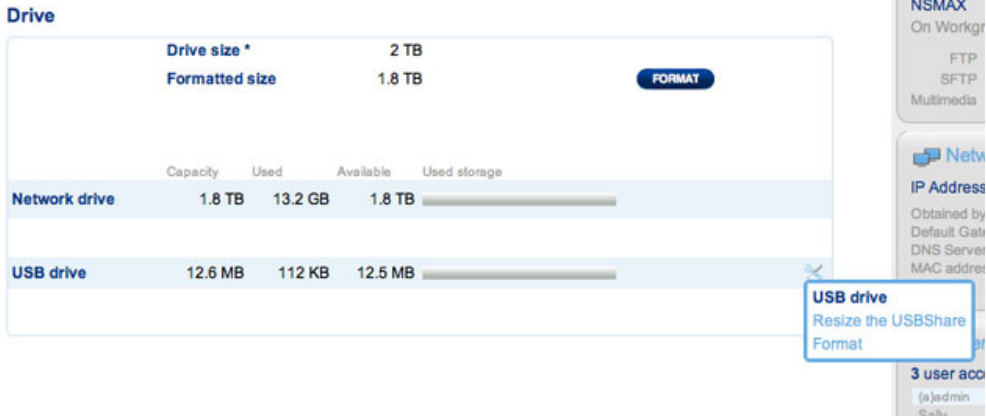 Drive
Drive size * 2 TB
Formatted size 1.8 TB FORMAT
Capacity Used Available Used storage
Network drive 1.8 TB 13.2 GB 1.8 TB
USB drive 12.6 MB 112 KB 12.5 MB
USB drive
Resize the USBShare
Format
NSMAX
On Workgr
FTP
SFTP
Multimedia
Netw
IP Address
Obtained by
Default Gate
DNS Server
MAC addres
er
3 user acco
(a)admin
Sally